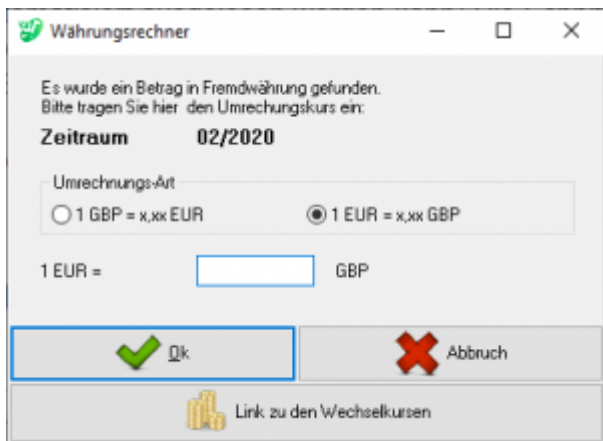 Währungsrechner
Es wurde ein Betrag in Fremdwährung gefunden.
Bitte tragen Sie hier den Umrechungskurs ein:
Zeitraum 02/2020
Umrechnungs-Art
1 GBP = x,xx EUR 1 EUR = x,xx GBP
1 EUR = GBP
Ok Abbruch
Link zu den Wechselkursen